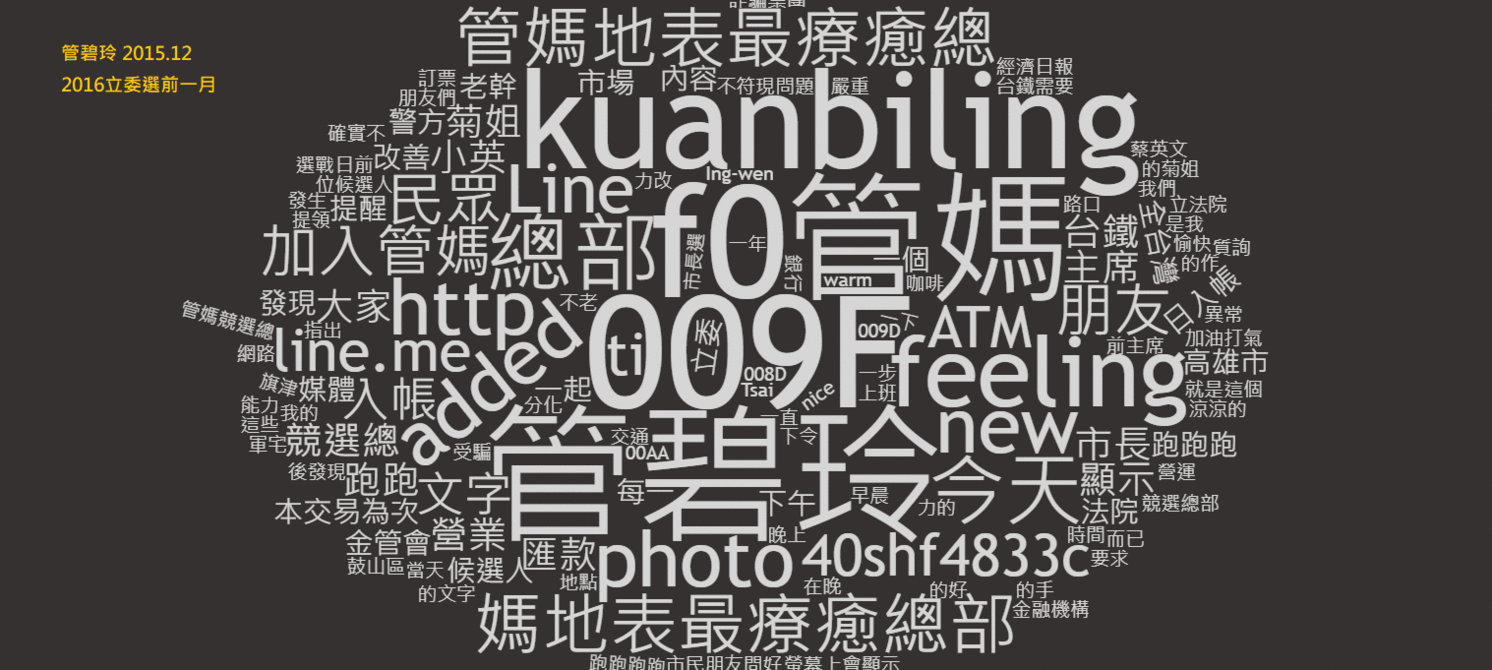 管碧玲 2015.12
2016立委選前一月
管媽地表最療癒總
經濟日報
訂票
老幹
市場
內容
不符現問題
嚴重
台鐵需要
朋友們
kuanbiling
警方菊姐
確實不
蔡英文
選戰日前
改善小英
的菊姐
Ing-wen
位候選人
民眾
Line
力改
我們
發生
提醒
f0管媽
路口
立法院
提領
全台灣
是我
加入管媽總部
市長選
一年
銀行
台鐵
愉快
質詢
一個
主席
的作
warm
咖啡
日入帳
發現大家
http
不老
朋友
異常
管媽競選總
指出
added
009F
009D
一下
ATM
加油打氣
line.me
ti
立委
前主席
網路
feeling
高雄市
旗津
媒體
入帳
一起
008D
Tsai
nice
一步
上班
就是這個
能力
我的
分化
涼涼的
這些
一直
new
軍宅
競選總
受騙
管碧玲
交通
00AA
下令
市長
跑跑跑
後發現
跑跑
文字
每一
下午
早晨
力的
今天
顯示
營運
本交易為次
法院
競選總部
金管會
營業
匯款
晚上
時間
而已
photo
40shf4833c
要求
鼓山區
當天
候選人
地點
在晚
的好
的手
的文字
媽地表最療癒總部
金融機構
跑跑跑跑市民朋友問好
螢幕上會顯示